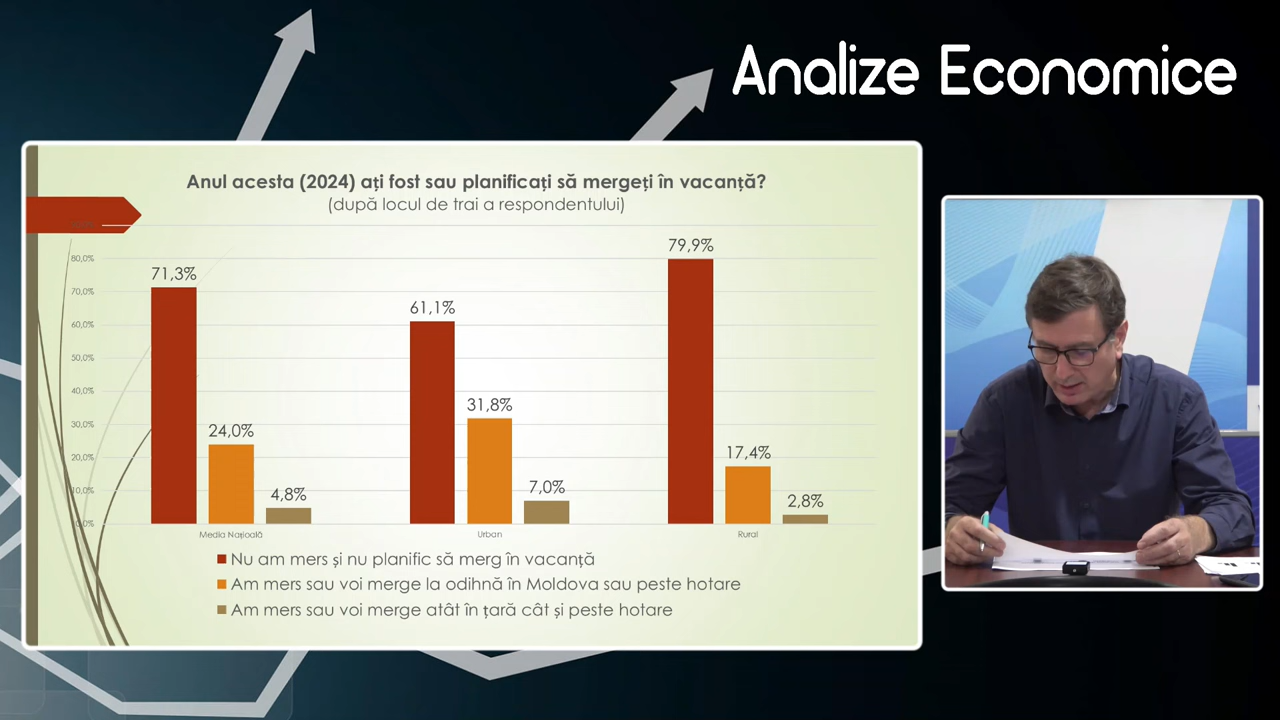 Analize Economice
Anul acesta (2024) ați fost sau planificați să mergeți în vacanță?
(după locul de trai a respondentului)
80,0%
70,0%
60,0%
50,0%
40,0%
30,0%
20,0%
10,0%
0,0%
71,3%
24,0%
4,8%
61,1%
31,8%
7,0%
79,9%
17,4%
2,8%
Media Națioală
Urban
Rural
Nu am mers și nu planific să merg în vacanță
Am mers sau voi merge la odihnă în Moldova sau peste hotare
Am mers sau voi merge atât în țară cât și peste hotare